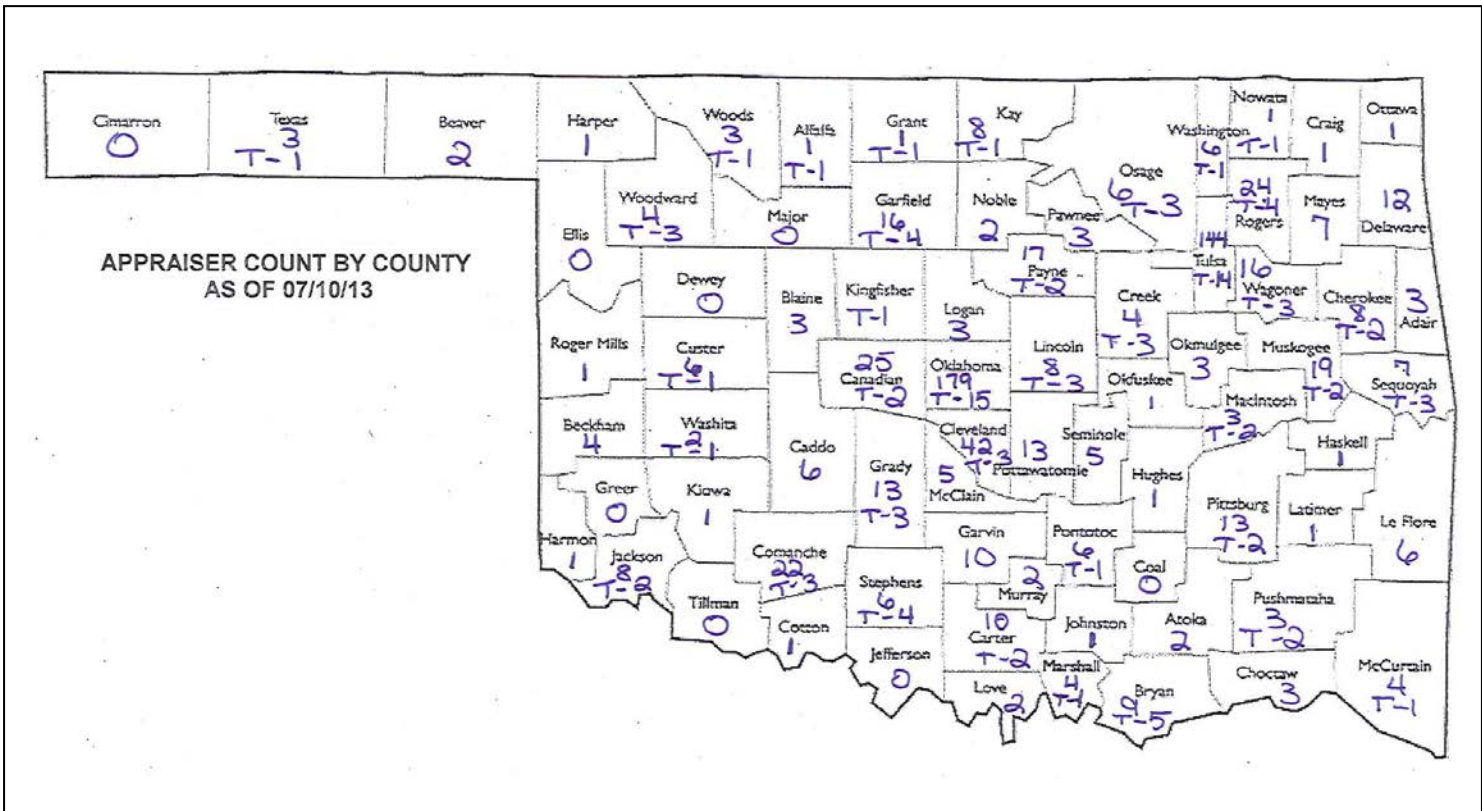 Cimarron
0
Texas
3
T-1
Beaver
2
Harper
1
Woods
3
T-1
Alfalfa
1
T-1
Grant
1
T-1
Kay
8
T-1
Osage
6
T-3
Washington
6
T-1
Nowata
1
T-1
Craig
1
Ottawa
1
Ellis
0
Woodward
4
T-3
Major
0
Garfield
16
T-4
Noble
2
Pawnee
3
24
T-4
Rogers
Mayes
7
12
Delaware
APPRAISER COUNT BY COUNTY
AS OF 07/10/13
Dewey
0
Blaine
3
Kingfisher
T-1
Logan
3
17
Payne
T-2
Creek
4
T-3
144
Tulsa
T-14
16
Wagoner
T-3
Cherokee
8
T-2
3
Adair
Roger Mills
1
Custer
6
T-1
25
Canadian
T-2
Oklahoma
179
T-15
Lincoln
8
T-3
Okfuskee
1
Okmulgee
3
Muskogee
19
T-2
7
Sequoyah
T-3
MacIntosh
3
T-2
Haskell
1
Beckham
4
Washita
2
T-1
Caddo
6
Grady
13
T-3
Cleveland
42
T-3
5
McClain
13
Pottawatomie
Seminole
5
Hughes
1
Pittsburg
13
T-2
Latimer
1
Le Flore
6
Greer
0
Kiowa
1
Harmon
1
Jackson
8
T-2
Comanche
22
T-3
Stephens
6
T-4
Garvin
10
2
Murray
Pontotoc
6
T-1
Coal
0
Tillman
0
Cotton
1
Jefferson
0
10
Carter
T-2
Johnston
1
Atoka
2
Pushmataha
3
T-2
Love
2
Marshall
4
T-1
Bryan
9
T-5
Choctaw
3
McCurtain
4
T-1